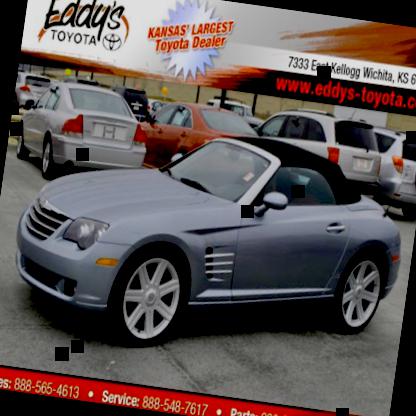 Eddy's
TOYOTA
KANSAS' LARGEST
Toyota Dealer
7333 East Kellogg Wichita, KS
www.eddys-toyota.c
es: 888-565-4613 • Service: 888-548-7617 • Parts: